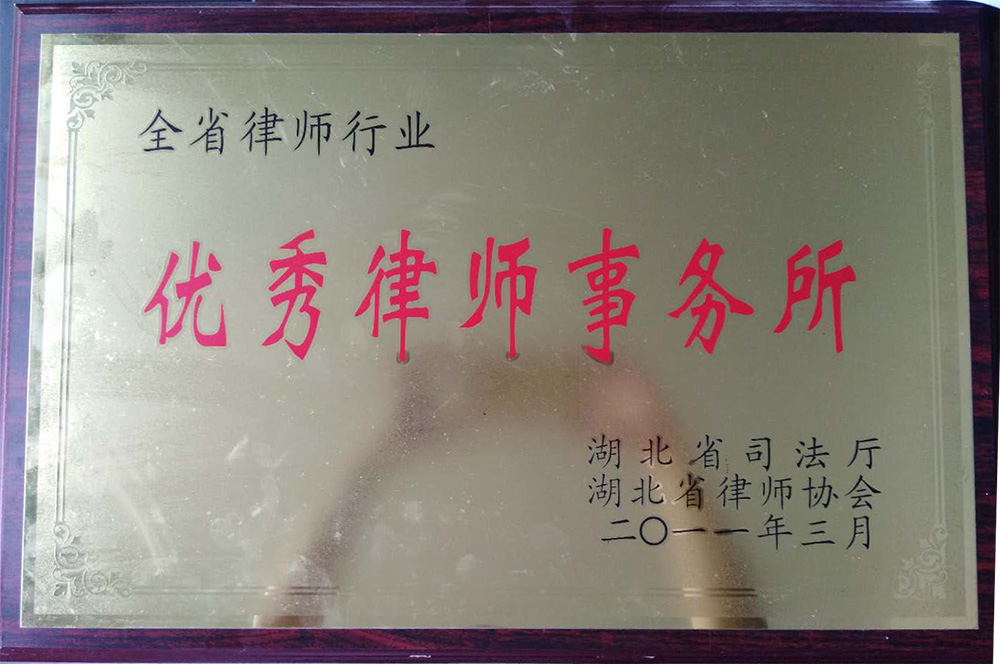 全省律师行业
优秀律师事务所
湖北省司法厅
湖北省律师协会
二〇一一年三月